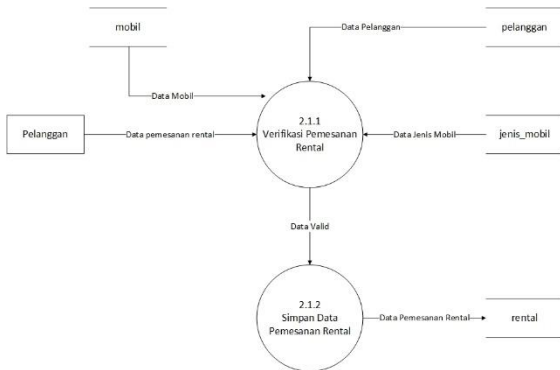 mobil
Data Pelanggan
pelanggan
Data Mobil
2.1.1
Verifikasi Pemesanan
Rental
Pelanggan
Data pemesanan rental
Data Jenis Mobil
jenis_mobil
Data Valid
2.1.2
Simpan Data
Pemesanan Rental
Data Pemesanan Rental
rental